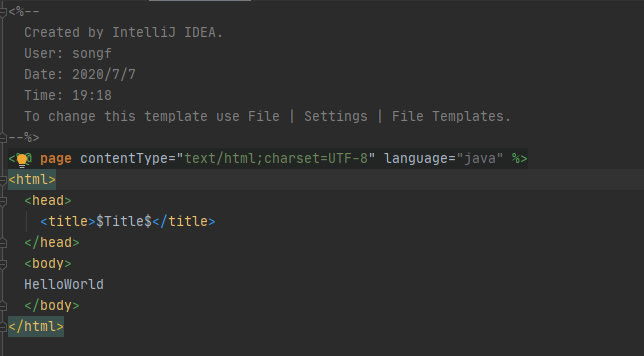 <%--
  Created by IntelliJ IDEA.
  User: songf
  Date: 2020/7/7
  Time: 19:18
  To change this template use File | Settings | File Templates.
--%>
<%@ page contentType="text/html;charset=UTF-8" language="java" %>
<html>
  <head>
    <title>$Title$</title>
  </head>
  <body>
  HelloWorld
  </body>
</html>